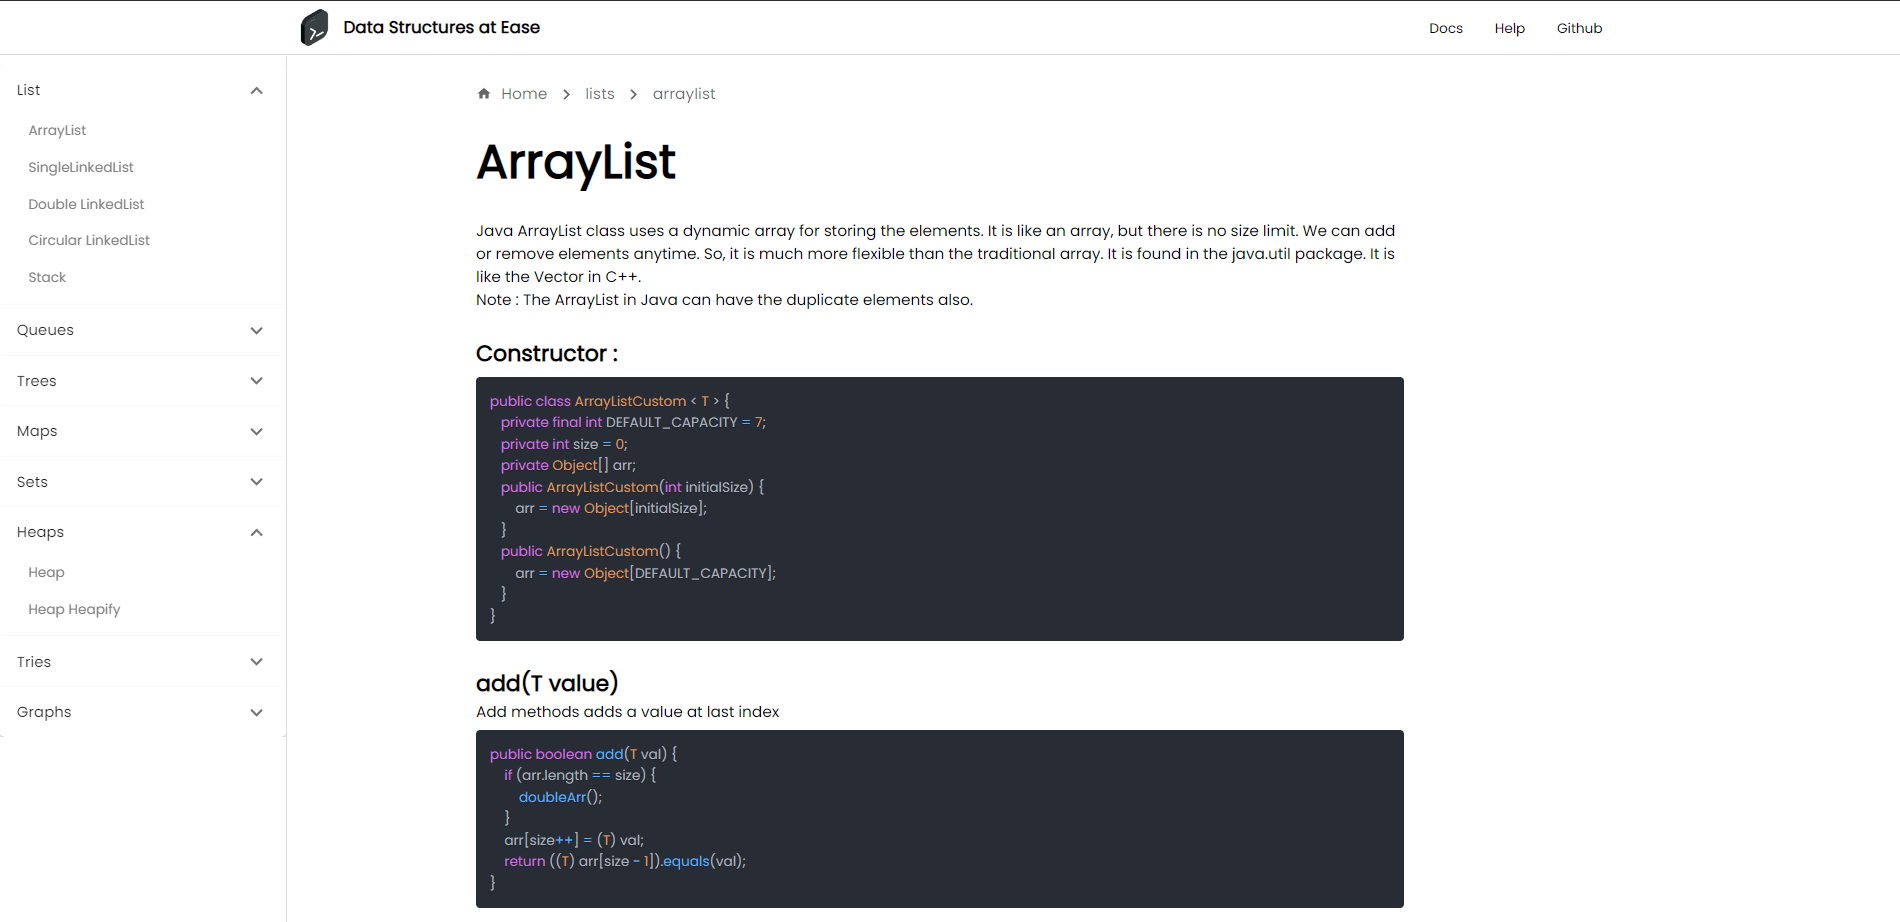 Data Structures at Ease
Docs
Help
Github
List
ArrayList
SingleLinkedList
Double LinkedList
Circular LinkedList
Stack
Queues
Trees
Maps
Sets
Heaps
Heap
Heap Heapify
Tries
Graphs
Home > lists > arraylist
ArrayList
Java ArrayList class uses a dynamic array for storing the elements. It is like an array, but there is no size limit. We can add
or remove elements anytime. So, it is much more flexible than the traditional array. It is found in the java.util package. It is
like the Vector in C++.
Note : The ArrayList in Java can have the duplicate elements also.
Constructor :
public class ArrayListCustom < T > {
private final int DEFAULT_CAPACITY = 7;
private int size = 0;
private Object[] arr;
public ArrayListCustom(int initialSize) {
arr = new Object[initialSize];
}
public ArrayListCustom() {
arr = new Object[DEFAULT_CAPACITY];
}
}
add(T value)
Add methods adds a value at last index
public boolean add(T val) {
if (arr.length == size) {
doubleArr();
}
arr[size++] = (T) val;
return ((T) arr[size - 1]).equals(val);
}